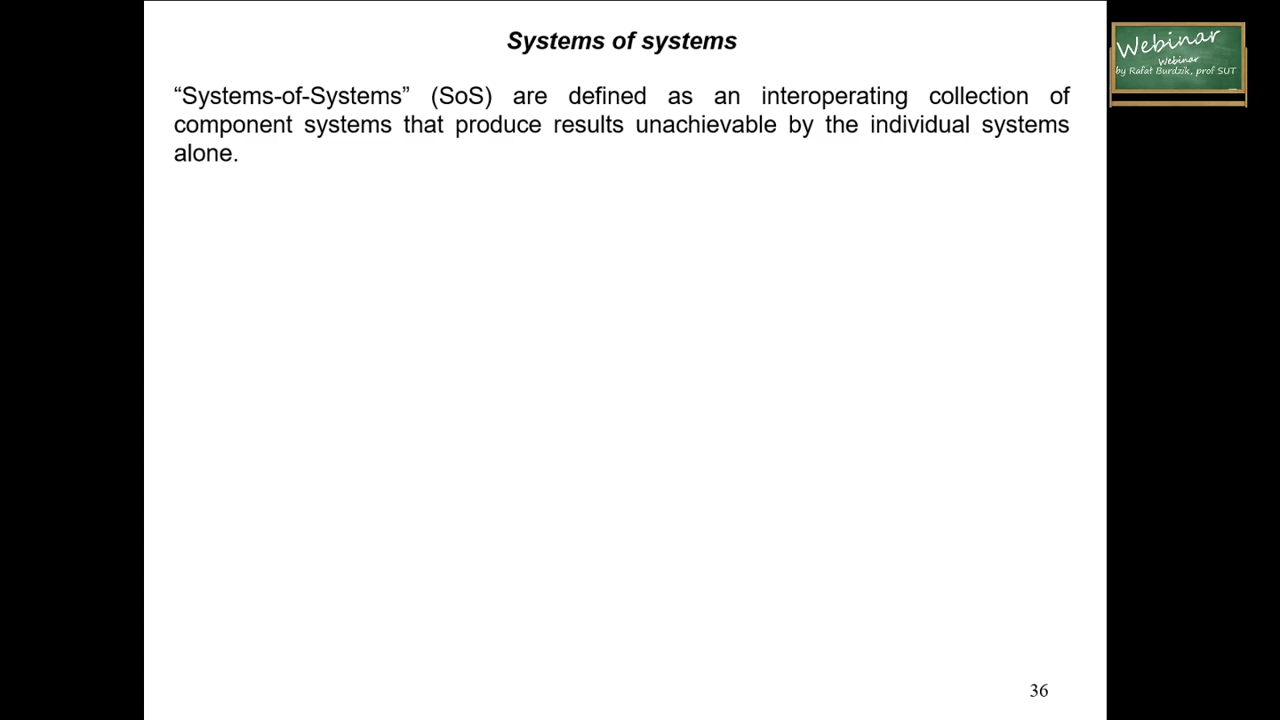 Systems of systems
“Systems-of-Systems” (SoS) are defined as an interoperating collection of
component systems that produce results unachievable by the individual systems
alone.
36
Webinar
Webinar
by Rafał Burdzik, prof SUT